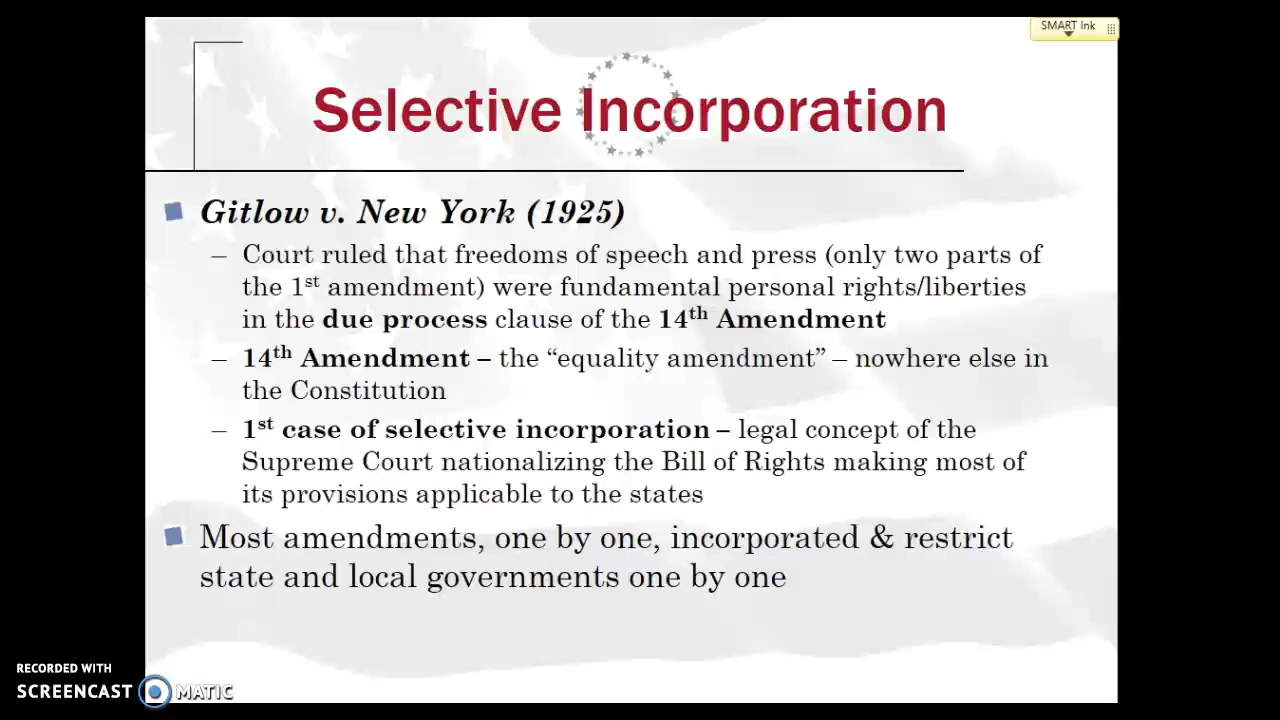 SMART Ink
Selective Incorporation
Gitlow v. New York (1925)
– Court ruled that freedoms of speech and press (only two parts of
the 1st amendment) were fundamental personal rights/liberties
in the due process clause of the 14th Amendment
– 14th Amendment – the “equality amendment” – nowhere else in
the Constitution
– 1st case of selective incorporation – legal concept of the
Supreme Court nationalizing the Bill of Rights making most of
its provisions applicable to the states
Most amendments, one by one, incorporated & restrict
state and local governments one by one
RECORDED WITH
SCREENCAST MATIC